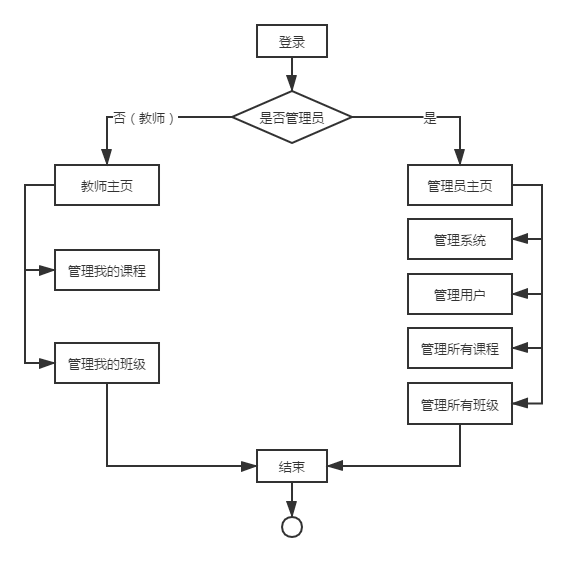 登录
是否管理员
否（教师）
是
教师主页
管理我的课程
管理我的班级
管理员主页
管理系统
管理用户
管理所有课程
管理所有班级
结束